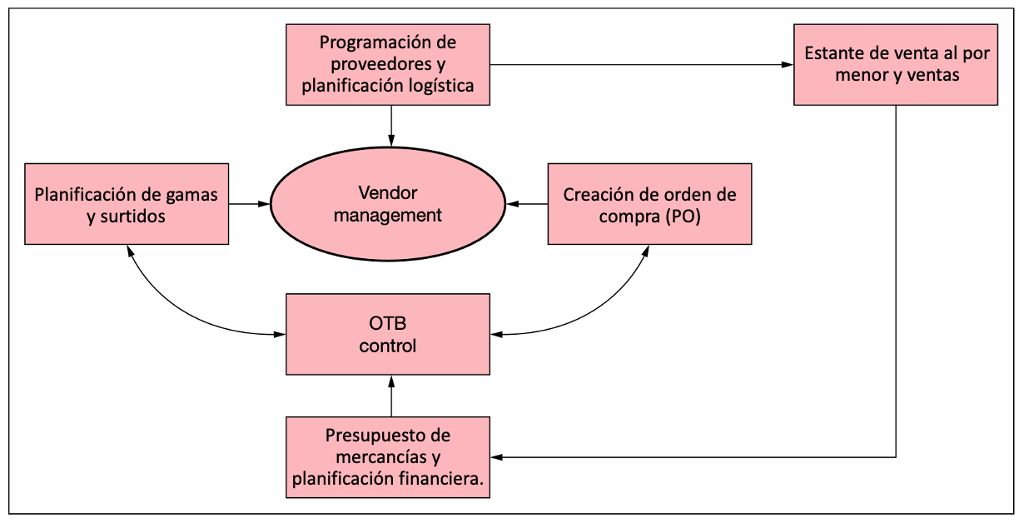 Programación de
proveedores y
planificación logística
Estante de venta al por
menor y ventas
Planificación de gamas
y surtidos
Vendor
management
Creación de orden de
compra (PO)
OTB
control
Presupuesto de
mercancías y
planificación financiera.